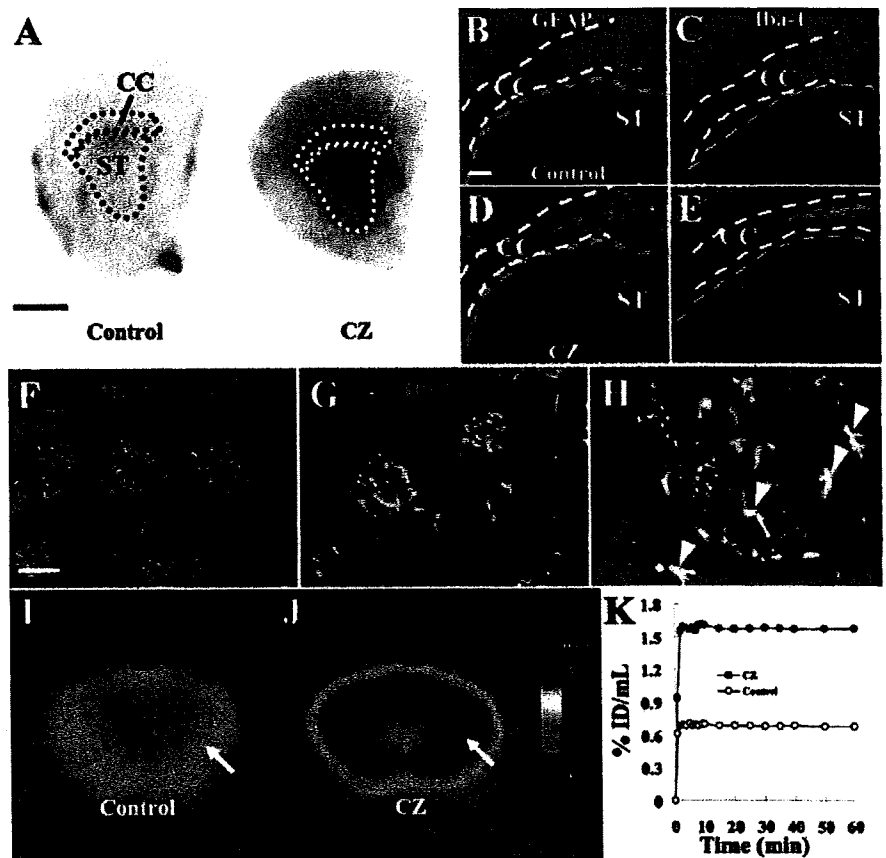 A
CC
ST
Control
CZ
B
GFAP
CC
ST
Control
C
Iba-1
CC
ST
D
CC
ST
CZ
E
CC
ST
F
G
H
I
Control
J
CZ
K
% ID/mL
1.8
1.5
1.2
0.9
0.6
0.3
0
CZ
Control
0 10 20 30 40 50 60
Time (min)